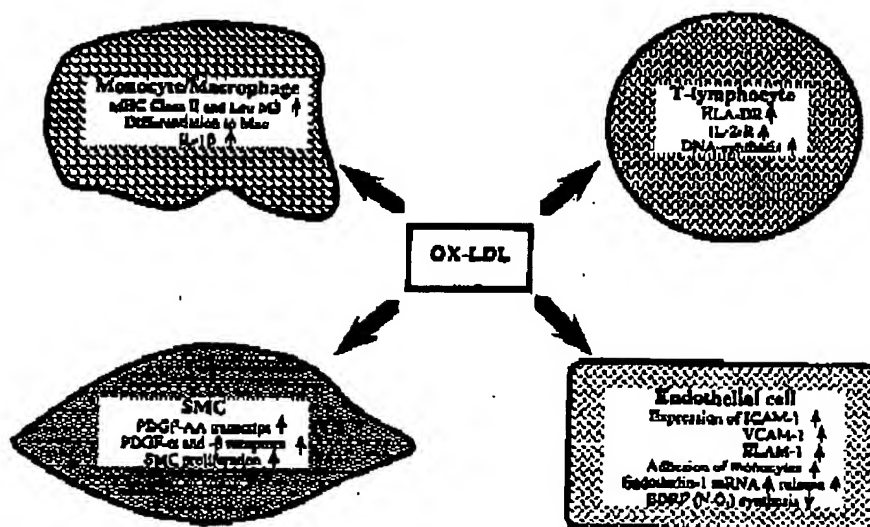 Monocyte/Macrophage
MHC Class II and Leu M3 ↑
Differentiation to Mac
IL-1β ↑
T-lymphocyte
HLA-DR ↑
IL-2-R ↑
DNA-synthesis ↑
OX-LDL
SMC
PDGF-AA transcript ↑
PDGF-α and -β receptors ↑
SMC proliferation ↑
Endothelial cell
Expression of ICAM-1 ↑
VCAM-1 ↑
ELAM-1 ↑
Adhesion of monocytes ↑
Endothelin-1 mRNA ↑ release ↑
EDRF synthesis ↓